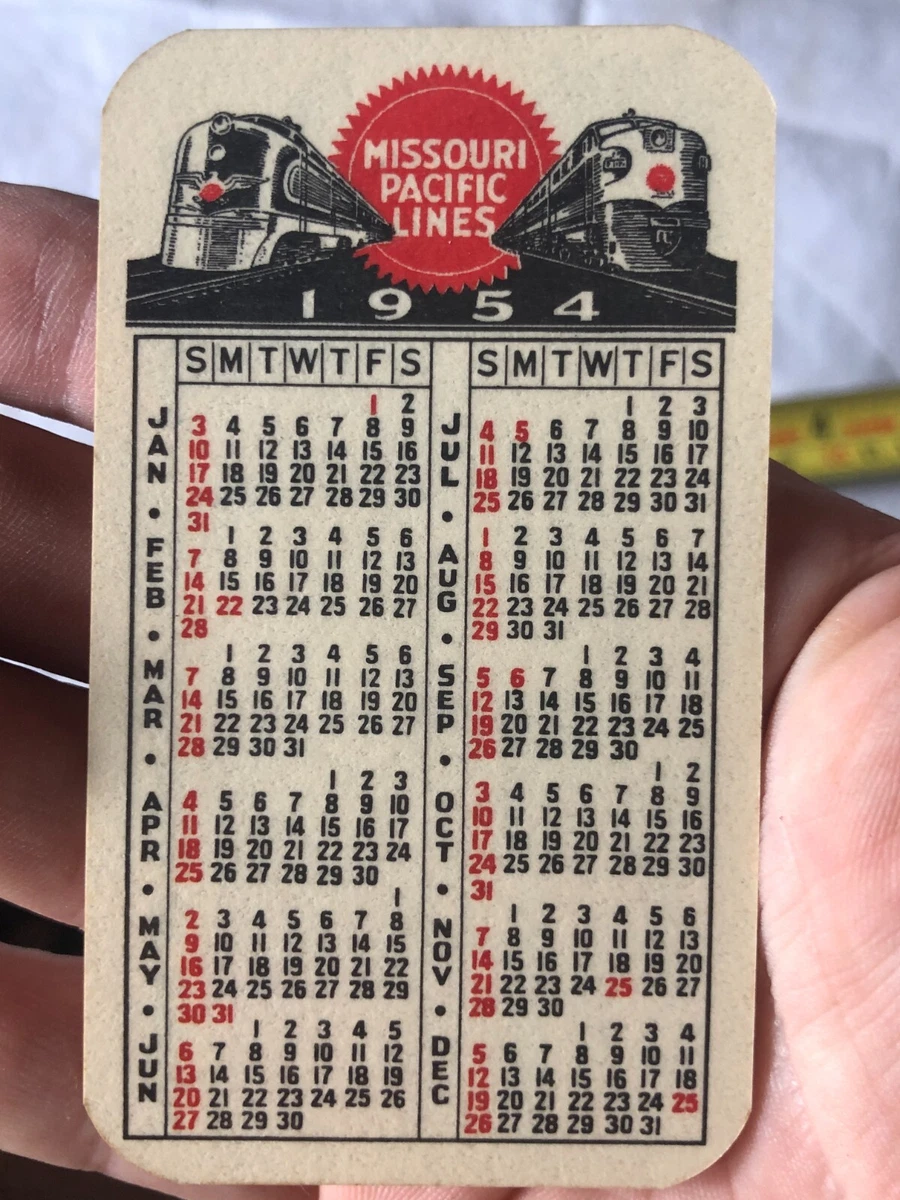 MISSOURI
PACIFIC
LINES
1954
S M T W T F S
JAN
1 2
3 4 5 6 7 8 9
10 11 12 13 14 15 16
17 18 19 20 21 22 23
24 25 26 27 28 29 30
31
FEB
1 2 3 4 5 6
7 8 9 10 11 12 13
14 15 16 17 18 19 20
21 22 23 24 25 26 27
28
MAR
1 2 3 4 5 6
7 8 9 10 11 12 13
14 15 16 17 18 19 20
21 22 23 24 25 26 27
28 29 30 31
APR
1 2 3
4 5 6 7 8 9 10
11 12 13 14 15 16 17
18 19 20 21 22 23 24
25 26 27 28 29 30
MAY
1
2 3 4 5 6 7 8
9 10 11 12 13 14 15
16 17 18 19 20 21 22
23 24 25 26 27 28 29
30 31
JUN
1 2 3 4 5
6 7 8 9 10 11 12
13 14 15 16 17 18 19
20 21 22 23 24 25 26
27 28 29 30
S M T W T F S
JUL
1 2 3
4 5 6 7 8 9 10
11 12 13 14 15 16 17
18 19 20 21 22 23 24
25 26 27 28 29 30 31
AUG
1 2 3 4 5 6 7
8 9 10 11 12 13 14
15 16 17 18 19 20 21
22 23 24 25 26 27 28
29 30 31
SEP
1 2 3 4
5 6 7 8 9 10 11
12 13 14 15 16 17 18
19 20 21 22 23 24 25
26 27 28 29 30
OCT
1 2
3 4 5 6 7 8 9
10 11 12 13 14 15 16
17 18 19 20 21 22 23
24 25 26 27 28 29 30
31
NOV
1 2 3 4 5 6
7 8 9 10 11 12 13
14 15 16 17 18 19 20
21 22 23 24 25 26 27
28 29 30
DEC
1 2 3 4
5 6 7 8 9 10 11
12 13 14 15 16 17 18
19 20 21 22 23 24 25
26 27 28 29 30 31